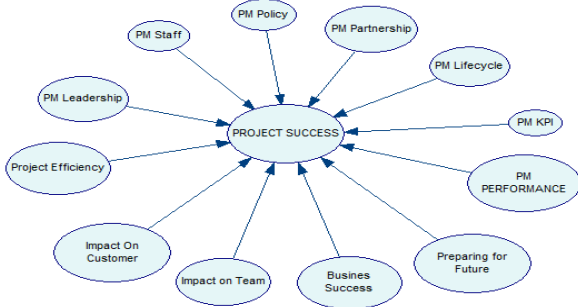 PM Policy
PM Staff
PM Partnership
PM Lifecycle
PM Leadership
PM KPI
PROJECT SUCCESS
Project Efficiency
PM
PERFORMANCE
Impact On
Customer
Preparing for
Future
Impact on Team
Busines
Success